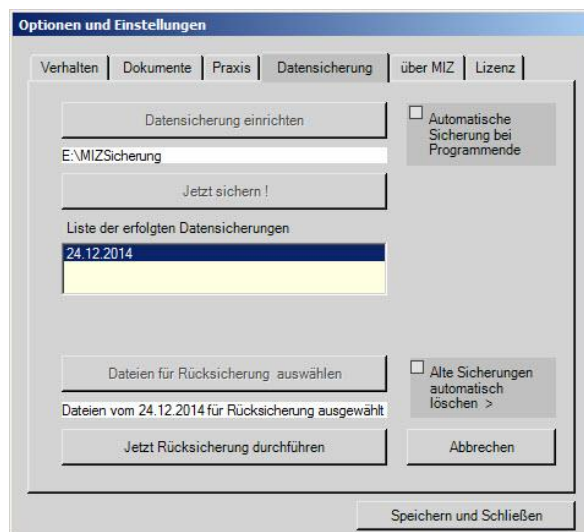 Optionen und Einstellungen
Verhalten Dokumente Praxis Datensicherung über MIZ Lizenz
Datensicherung einrichten
Automatische
Sicherung bei
Programmende
E:\MIZSicherung
Jetzt sichern !
Liste der erfolgten Datensicherungen
24.12.2014
Dateien für Rücksicherung auswählen
Alte Sicherungen
automatisch
löschen >
Dateien vom 24.12.2014 für Rücksicherung ausgewählt
Jetzt Rücksicherung durchführen
Abbrechen
Speichern und Schließen